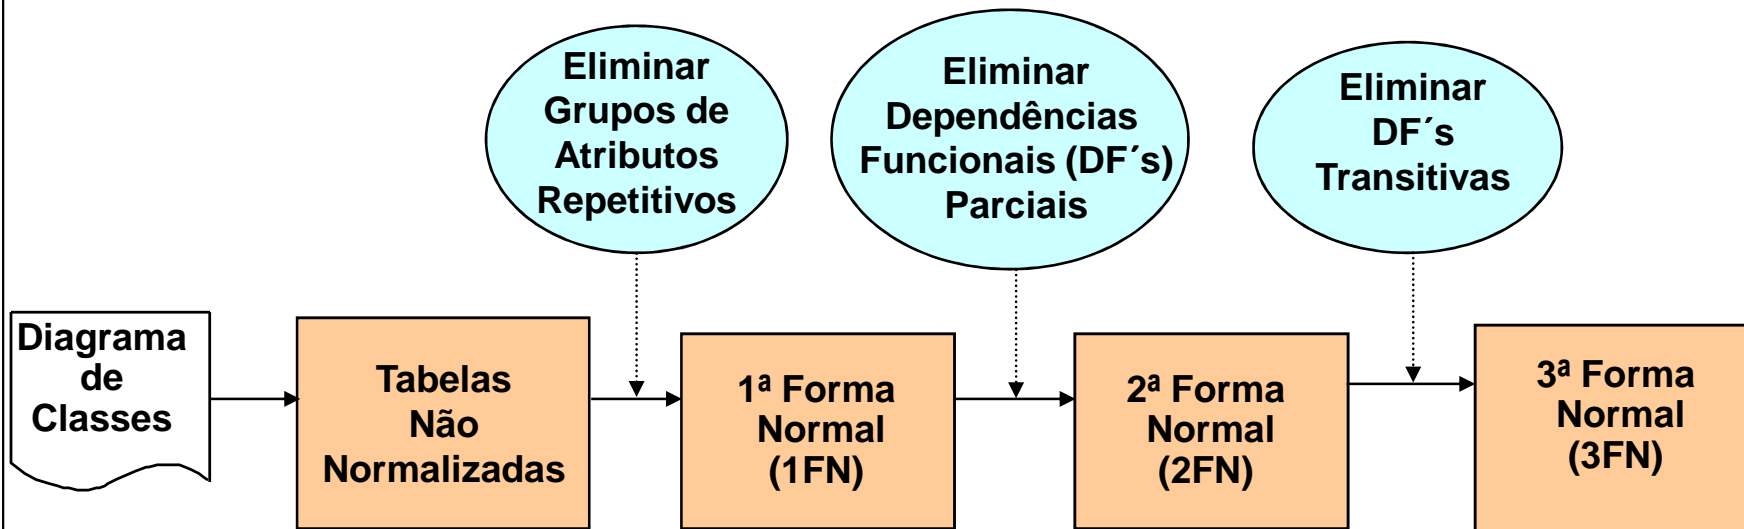 Eliminar
Grupos de
Atributos
Repetitivos
Eliminar
Dependências
Funcionais (DF´s)
Parciais
Eliminar
DF´s
Transitivas
Diagrama
de
Classes
Tabelas
Não
Normalizadas
1ª Forma
Normal
(1FN)
2ª Forma
Normal
(2FN)
3ª Forma
Normal
(3FN)